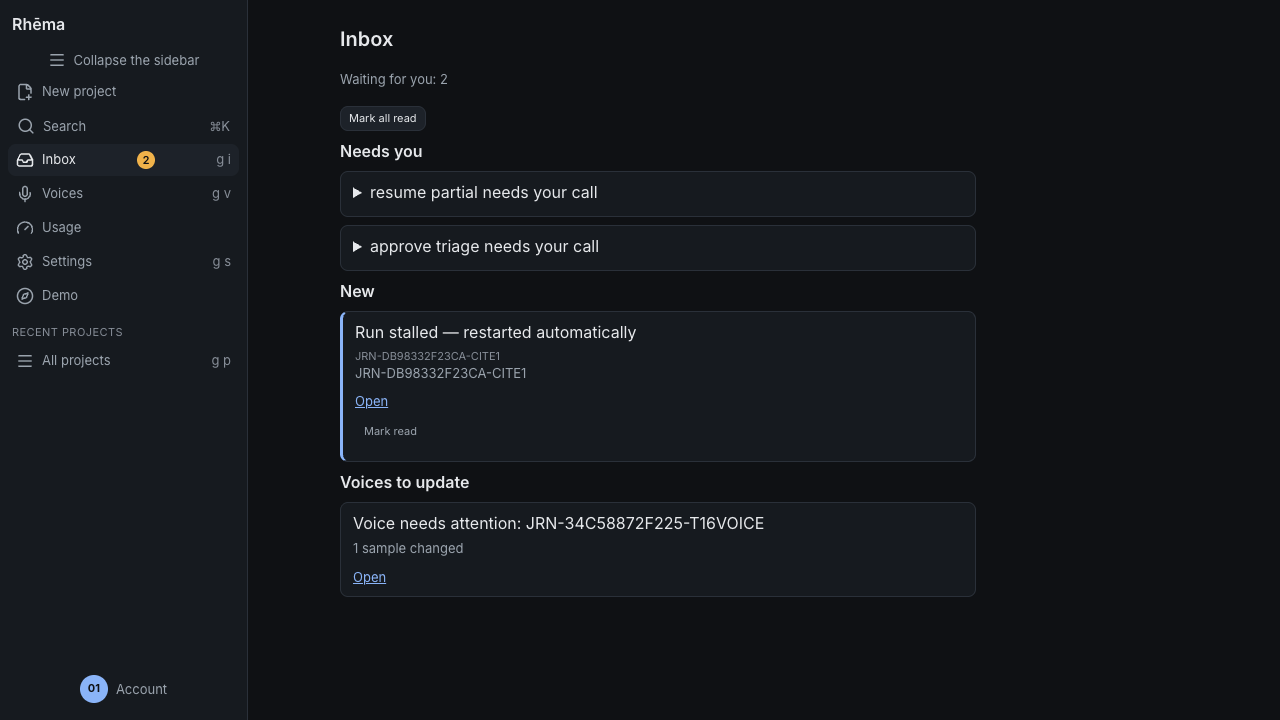 Rhēma
Collapse the sidebar
New project
Search ⌘K
Inbox 2 g i
Voices g v
Usage
Settings g s
Demo
RECENT PROJECTS
All projects g p
01 Account
Inbox
Waiting for you: 2
Mark all read
Needs you
resume partial needs your call
approve triage needs your call
New
Run stalled — restarted automatically
JRN-DB98332F23CA-CITE1
JRN-DB98332F23CA-CITE1
Open
Mark read
Voices to update
Voice needs attention: JRN-34C58872F225-T16VOICE
1 sample changed
Open